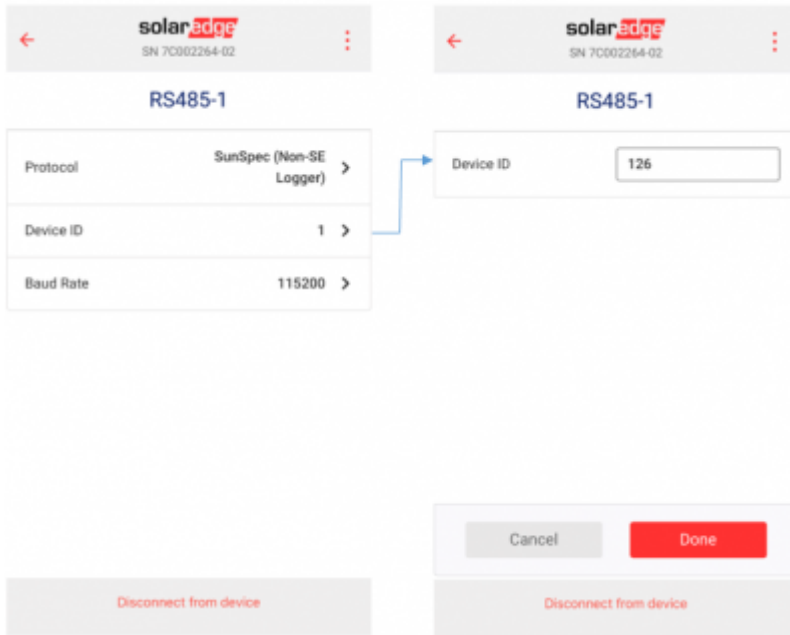 solaredge
SN 7C002264-02
RS485-1
Protocol
SunSpec (Non-SE
Logger)
Device ID
1
Baud Rate
115200
Disconnect from device
solaredge
SN 7C002264-02
RS485-1
Device ID
126
Cancel
Done
Disconnect from device